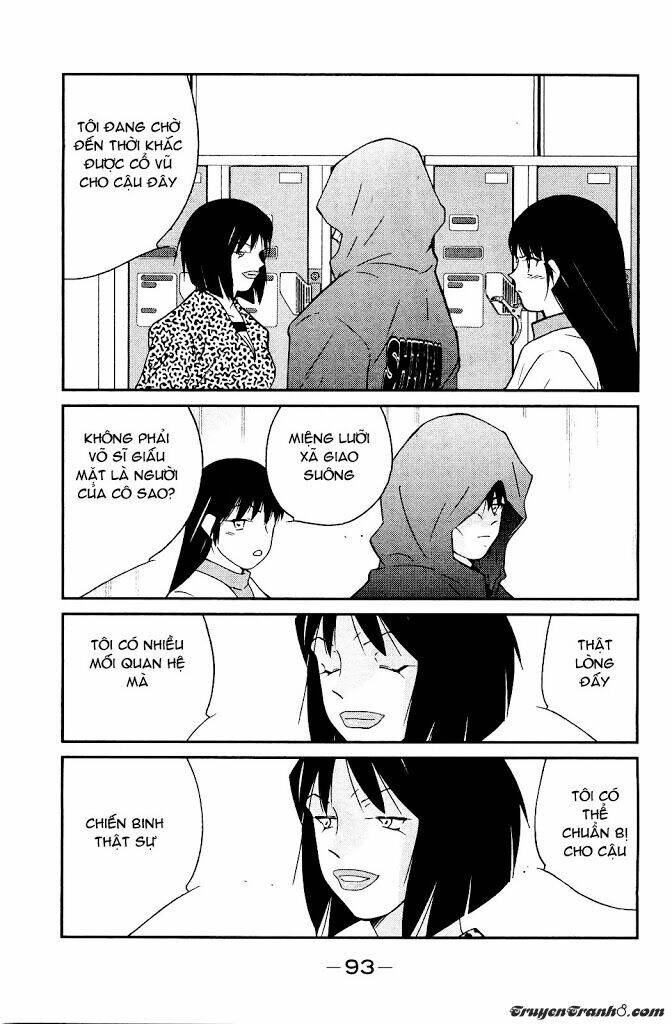 TÔI ĐANG CHỜ
ĐẾN THỜI KHẮC
ĐƯỢC CỔ VŨ
CHO CẬU ĐÂY
MIỆNG LƯỠI
XÃ GIAO
SUÔNG
KHÔNG PHẢI
VÕ SĨ GIẤU
MẶT LÀ NGƯỜI
CỦA CÔ SAO?
THẬT
LÒNG
ĐẤY
TÔI CÓ NHIỀU
MỐI QUAN HỆ
MÀ
TÔI CÓ
THỂ
CHUẨN BỊ
CHO CẬU
CHIẾN BINH
THẬT SỰ
-93-
TruyenTranh8.com